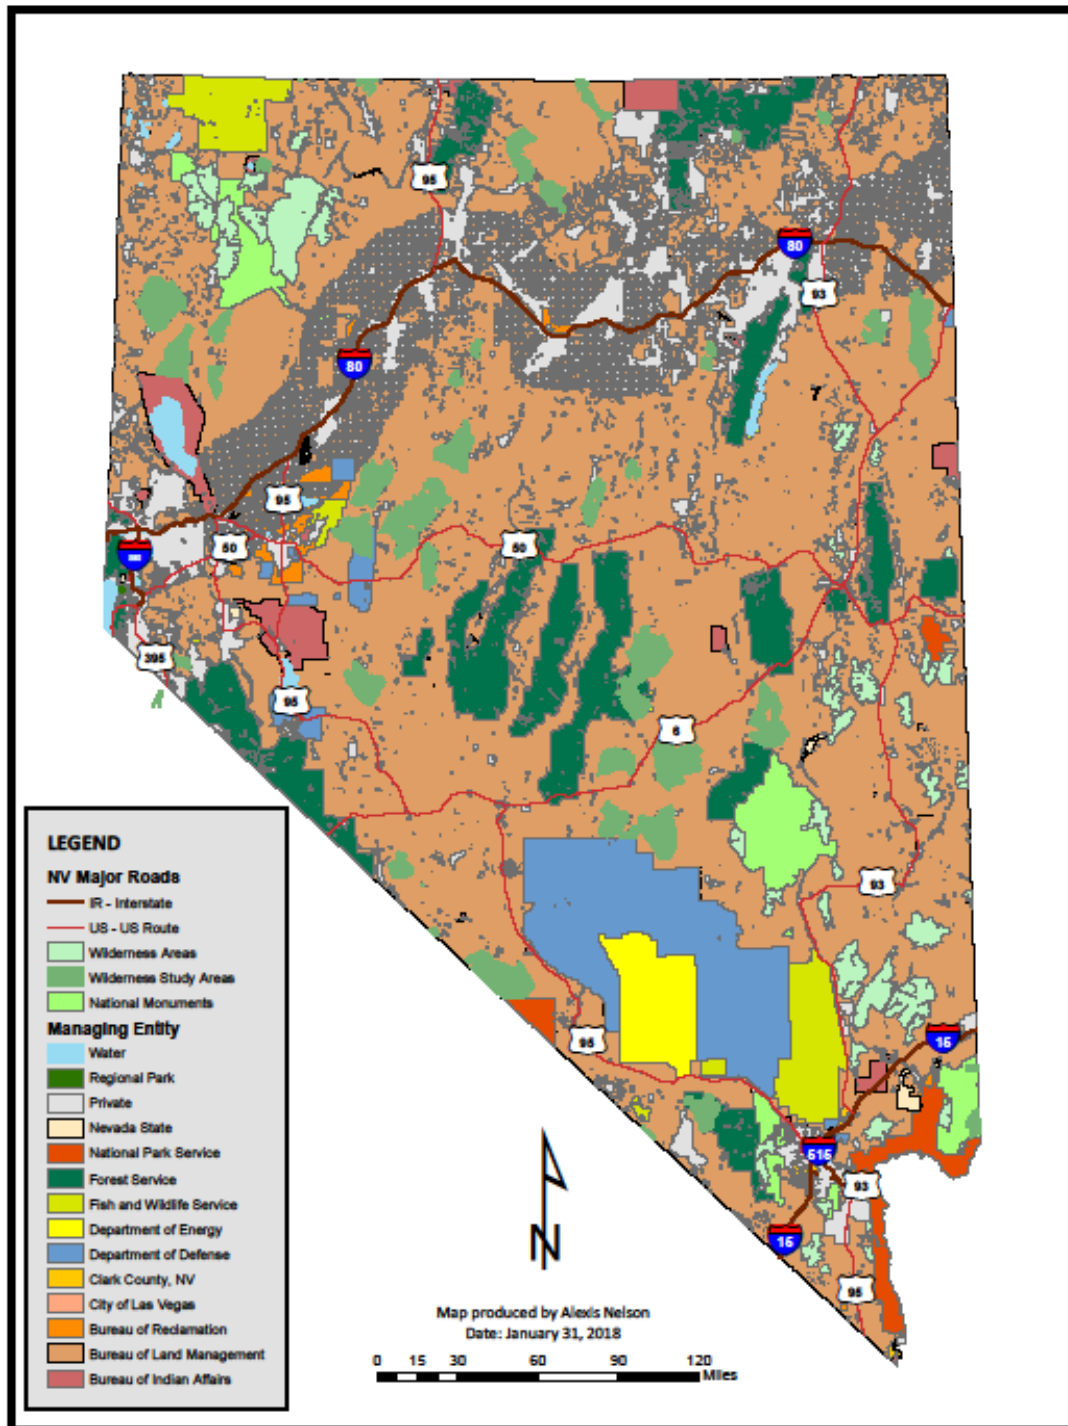 95
80
93
80
95
50
50
395
95
6
93
95
15
515
93
15
95
LEGEND
NV Major Roads
IR - Interstate
US - US Route
Wilderness Areas
Wilderness Study Areas
National Monuments
Managing Entity
Water
Regional Park
Private
Nevada State
National Park Service
Forest Service
Fish and Wildlife Service
Department of Energy
Department of Defense
Clark County, NV
City of Las Vegas
Bureau of Reclamation
Bureau of Land Management
Bureau of Indian Affairs
N
Map produced by Alexis Nelson
Date: January 31, 2018
0 15 30 60 90 120
Miles